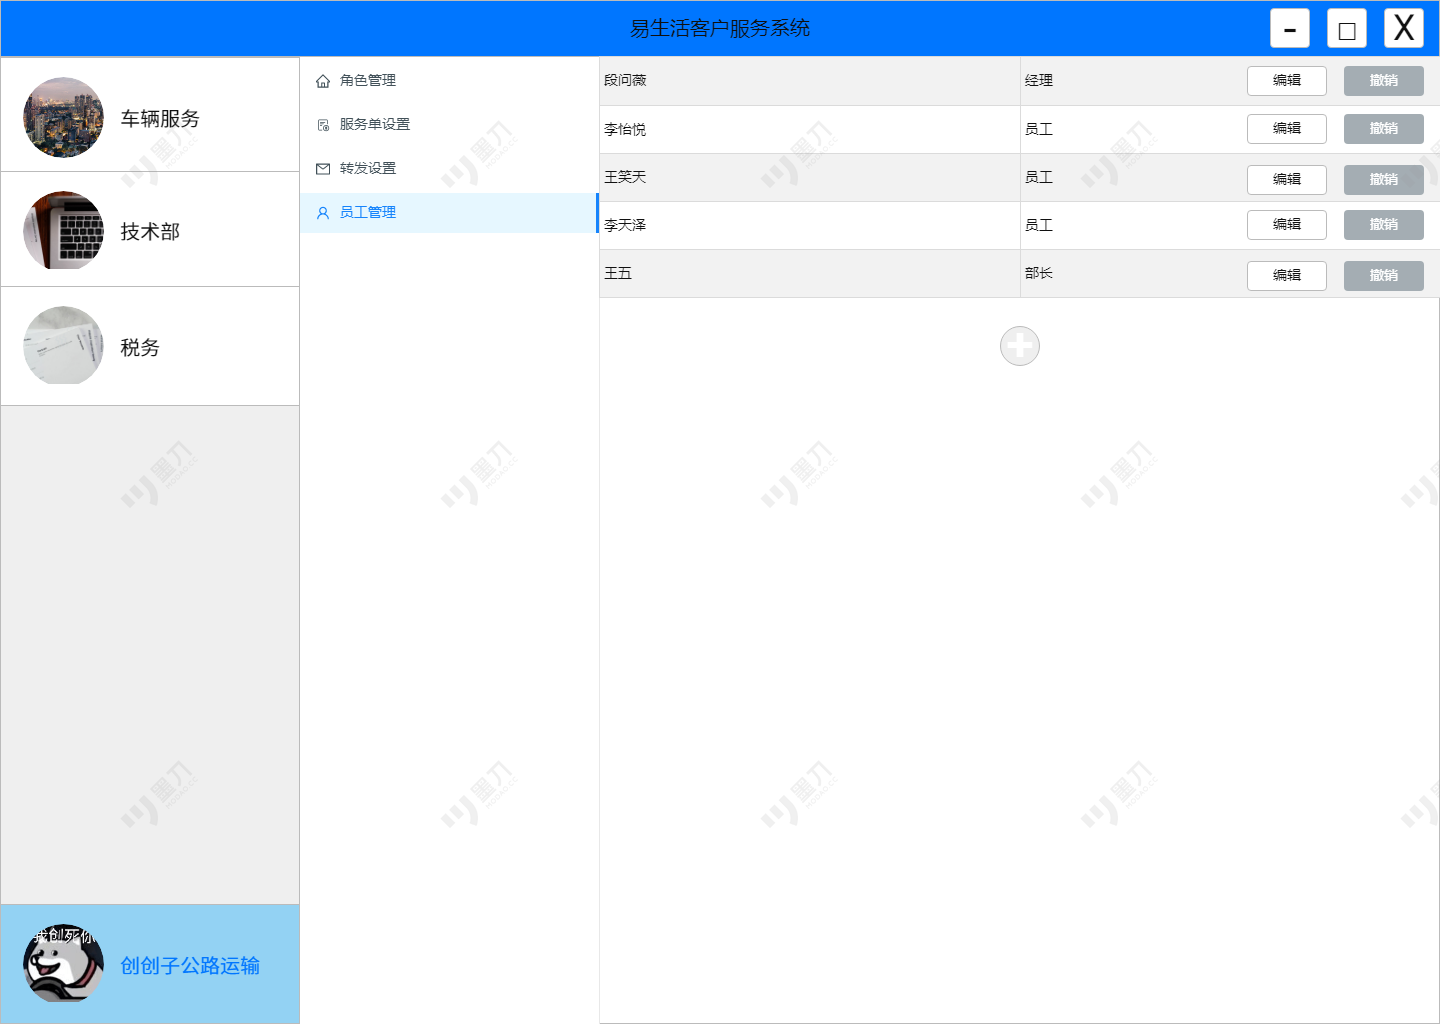 易生活客户服务系统
-
□
X
车辆服务
技术部
税务
我创死你
创创子公路运输
角色管理
服务单设置
转发设置
员工管理
段问薇 经理 编辑 撤销
李怡悦 员工 编辑 撤销
王笑天 员工 编辑 撤销
李天泽 员工 编辑 撤销
王五 部长 编辑 撤销
墨刀
MODAO.CC